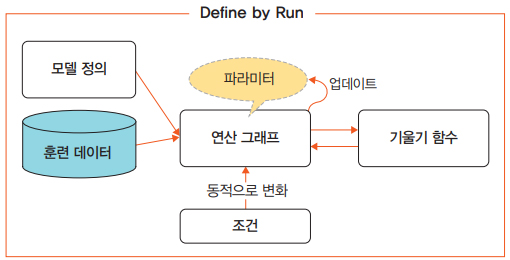 Define by Run
모델 정의
파라미터
업데이트
훈련 데이터
연산 그래프
기울기 함수
동적으로 변화
조건